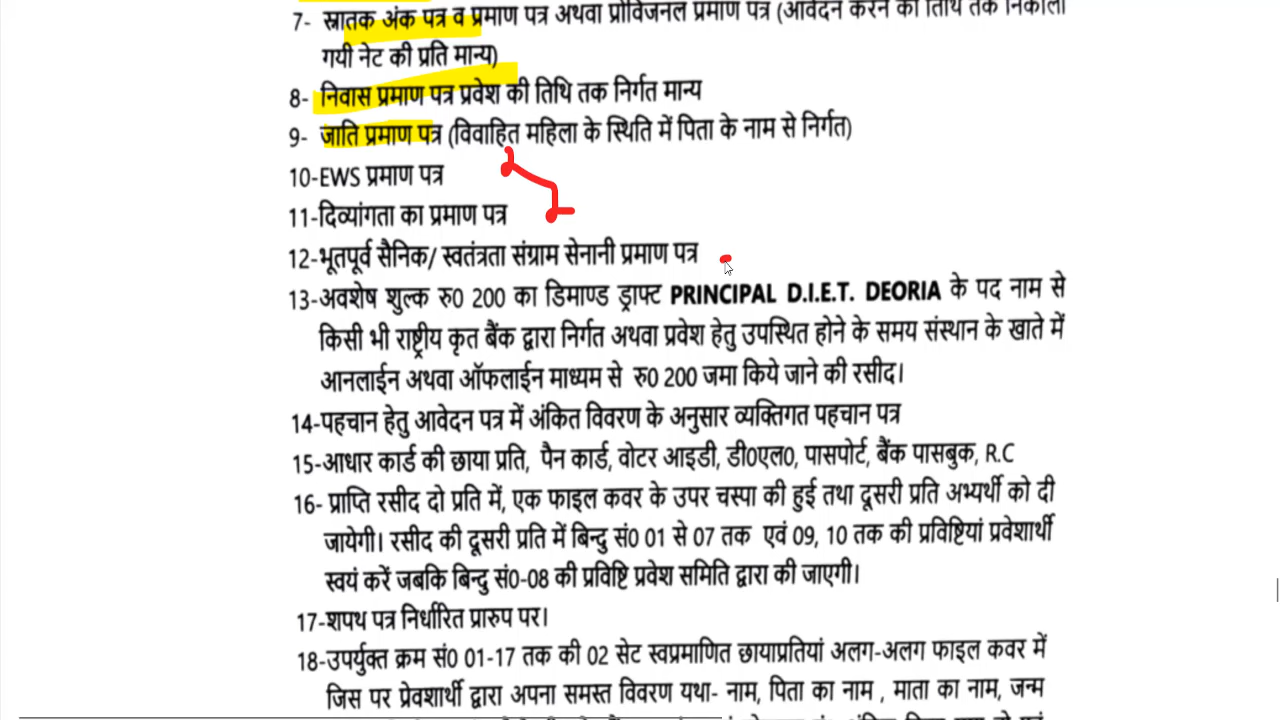 7- स्नातक अंक पत्र व प्रमाण पत्र अथवा प्रोविजनल प्रमाण पत्र (आवेदन करने की तिथि तक निकाली
गयी नेट की प्रति मान्य)
8- निवास प्रमाण पत्र प्रवेश की तिथि तक निर्गत मान्य
9- जाति प्रमाण पत्र (विवाहित महिला के स्थिति में पिता के नाम से निर्गत)
10-EWS प्रमाण पत्र
11-दिव्यांगता का प्रमाण पत्र
12-भूतपूर्व सैनिक/ स्वतंत्रता संग्राम सेनानी प्रमाण पत्र
13-अवशेष शुल्क रु0 200 का डिमाण्ड ड्राफ्ट PRINCIPAL D.I.E.T. DEORIA के पद नाम से
किसी भी राष्ट्रीय कृत बैंक द्वारा निर्गत अथवा प्रवेश हेतु उपस्थित होने के समय संस्थान के खाते में
आनलाईन अथवा ऑफलाईन माध्यम से रु0 200 जमा किये जाने की रसीद।
14-पहचान हेतु आवेदन पत्र में अंकित विवरण के अनुसार व्यक्तिगत पहचान पत्र
15-आधार कार्ड की छाया प्रति, पैन कार्ड, वोटर आइडी, डी0एल0, पासपोर्ट, बैंक पासबुक, R.C
16- प्राप्ति रसीद दो प्रति में, एक फाइल कवर के उपर चस्पा की हुई तथा दूसरी प्रति अभ्यर्थी को दी
जायेगी। रसीद की दूसरी प्रति में बिन्दु सं0 01 से 07 तक एवं 09, 10 तक की प्रविष्टियां प्रवेशार्थी
स्वयं करें जबकि बिन्दु सं0-08 की प्रविष्टि प्रवेश समिति द्वारा की जाएगी।
17-शपथ पत्र निर्धारित प्रारुप पर।
18-उपर्युक्त क्रम सं0 01-17 तक की 02 सेट स्वप्रमाणित छायाप्रतियां अलग-अलग फाइल कवर में
जिस पर प्रेवशार्थी द्वारा अपना समस्त विवरण यथा- नाम, पिता का नाम , माता का नाम, जन्म